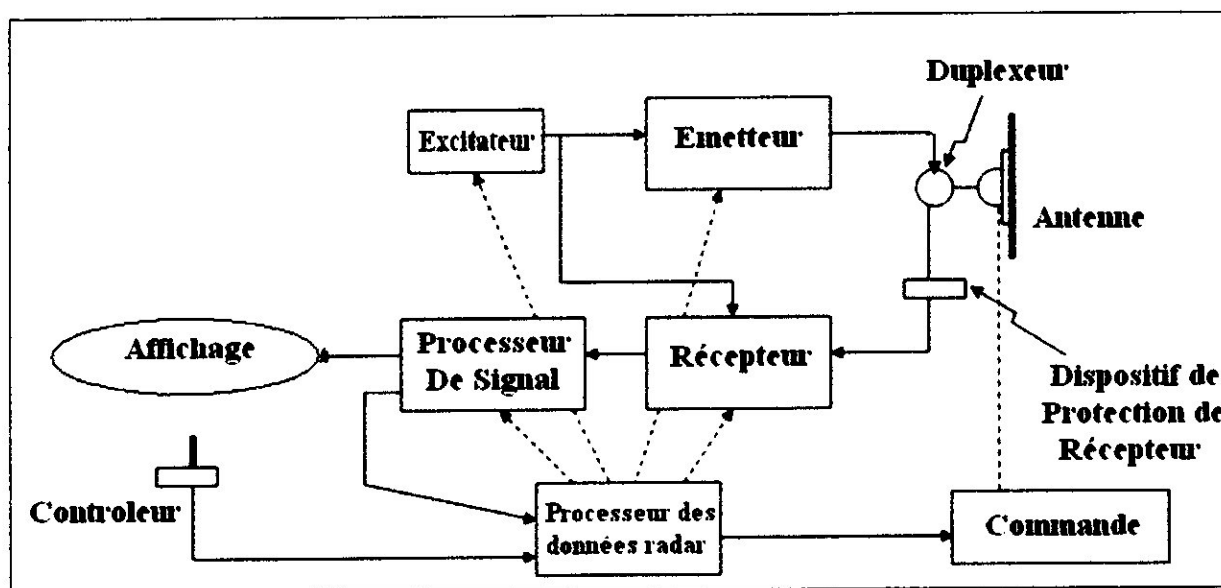 Duplexeur
Excitateur
Emetteur
Antenne
Affichage
Processeur
De Signal
Récepteur
Dispositif de
Protection de
Récepteur
Controleur
Processeur des
données radar
Commande